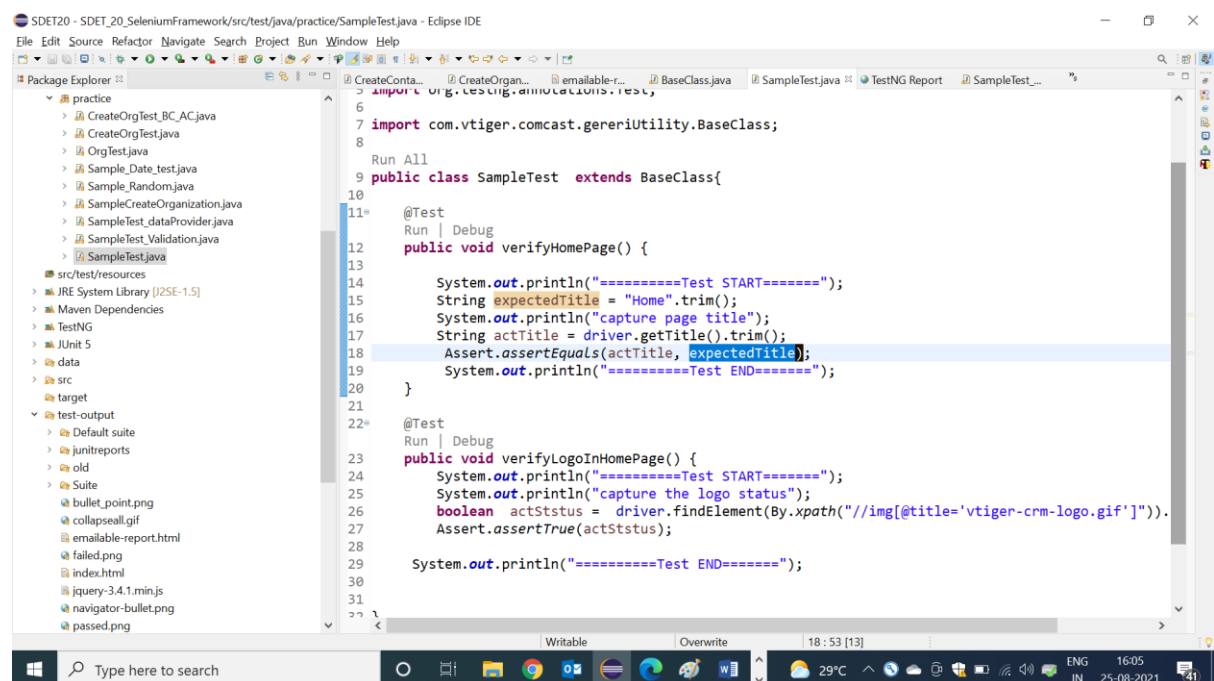 SDET20 - SDET_20_SeleniumFramework/src/test/java/practice/SampleTest.java - Eclipse IDE
File Edit Source Refactor Navigate Search Project Run Window Help
Package Explorer
CreateConta... CreateOrgan... emailable-r... BaseClass.java SampleTest.java TestNG Report SampleTest_...
practice
CreateOrgTest_BC_AC.java
CreateOrgTest.java
OrgTest.java
Sample_Date_test.java
Sample_Random.java
SampleCreateOrganization.java
SampleTest_dataProvider.java
SampleTest_Validation.java
SampleTest.java
src/test/resources
JRE System Library [J2SE-1.5]
Maven Dependencies
TestNG
JUnit 5
data
src
target
test-output
Default suite
junitreports
old
Suite
bullet_point.png
collapseall.gif
emailable-report.html
failed.png
index.html
jquery-3.4.1.min.js
navigator-bullet.png
passed.png
5 import org.testng.annotations.Test;
6
7 import com.vtiger.comcast.gereriUtility.BaseClass;
8
Run All
9 public class SampleTest  extends BaseClass{
10
11 @Test
Run | Debug
12 public void verifyHomePage() {
13
14 System.out.println("==========Test START=======");
15 String expectedTitle = "Home".trim();
16 System.out.println("capture page title");
17 String actTitle = driver.getTitle().trim();
18 Assert.assertEquals(actTitle, expectedTitle);
19 System.out.println("==========Test END=======");
20 }
21
22 @Test
Run | Debug
23 public void verifyLogoInHomePage() {
24 System.out.println("==========Test START=======");
25 System.out.println("capture the logo status");
26 boolean  actStstus =  driver.findElement(By.xpath("//img[@title='vtiger-crm-logo.gif']")).
27 Assert.assertTrue(actStstus);
28
29 System.out.println("==========Test END=======");
30
31
32 }
Writable Overwrite 18 : 53 [13]
Type here to search
29°C ENG 16:05
IN 25-08-2021 41